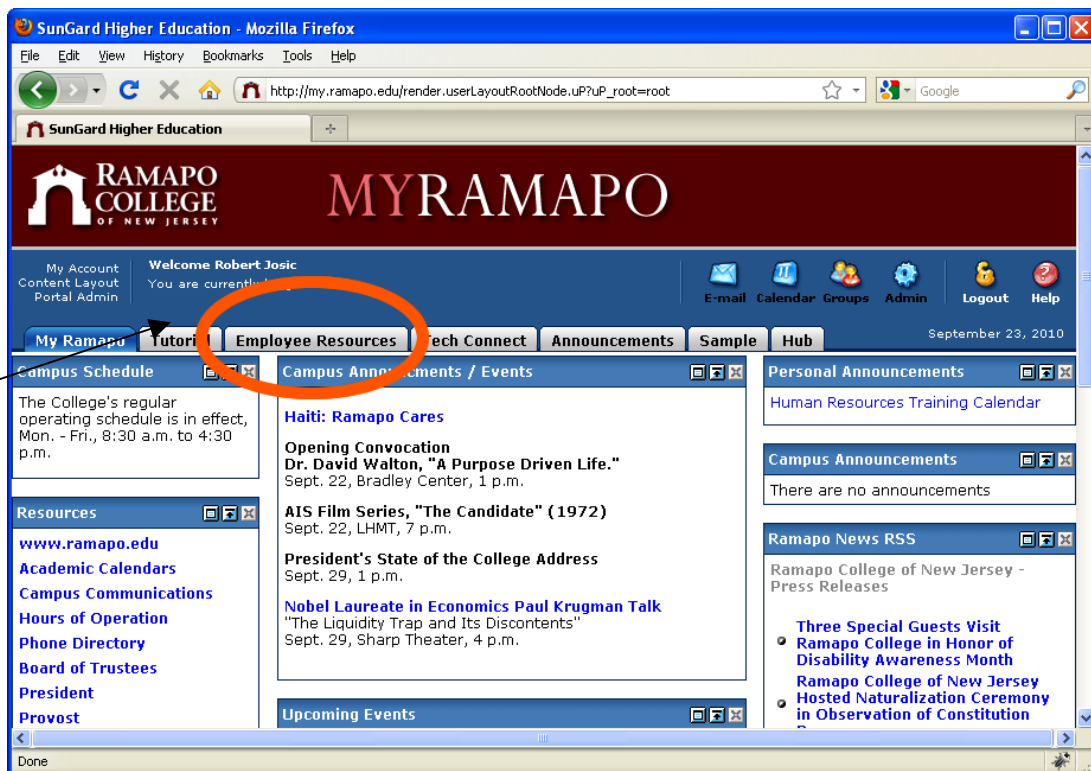 SunGard Higher Education - Mozilla Firefox
File Edit View History Bookmarks Tools Help
http://my.ramapo.edu/render.userLayoutRootNode.uP?uP_root=root
Google
SunGard Higher Education
RAMAPO
COLLEGE
OF NEW JERSEY
MYRAMAPO
My Account
Content Layout
Portal Admin
Welcome Robert Josic
You are currently
E-mail Calendar Groups Admin Logout Help
My Ramapo Tutorial Employee Resources Tech Connect Announcements Sample Hub
September 23, 2010
Campus Schedule
The College's regular
operating schedule is in effect,
Mon. - Fri., 8:30 a.m. to 4:30
p.m.
Resources
www.ramapo.edu
Academic Calendars
Campus Communications
Hours of Operation
Phone Directory
Board of Trustees
President
Provost
Campus Announcements / Events
Haiti: Ramapo Cares
Opening Convocation
Dr. David Walton, "A Purpose Driven Life."
Sept. 22, Bradley Center, 1 p.m.
AIS Film Series, "The Candidate" (1972)
Sept. 22, LHMT, 7 p.m.
President's State of the College Address
Sept. 29, 1 p.m.
Nobel Laureate in Economics Paul Krugman Talk
"The Liquidity Trap and Its Discontents"
Sept. 29, Sharp Theater, 4 p.m.
Upcoming Events
Personal Announcements
Human Resources Training Calendar
Campus Announcements
There are no announcements
Ramapo News RSS
Ramapo College of New Jersey -
Press Releases
Three Special Guests Visit
Ramapo College in Honor of
Disability Awareness Month
Ramapo College of New Jersey
Hosted Naturalization Ceremony
in Observation of Constitution
Done